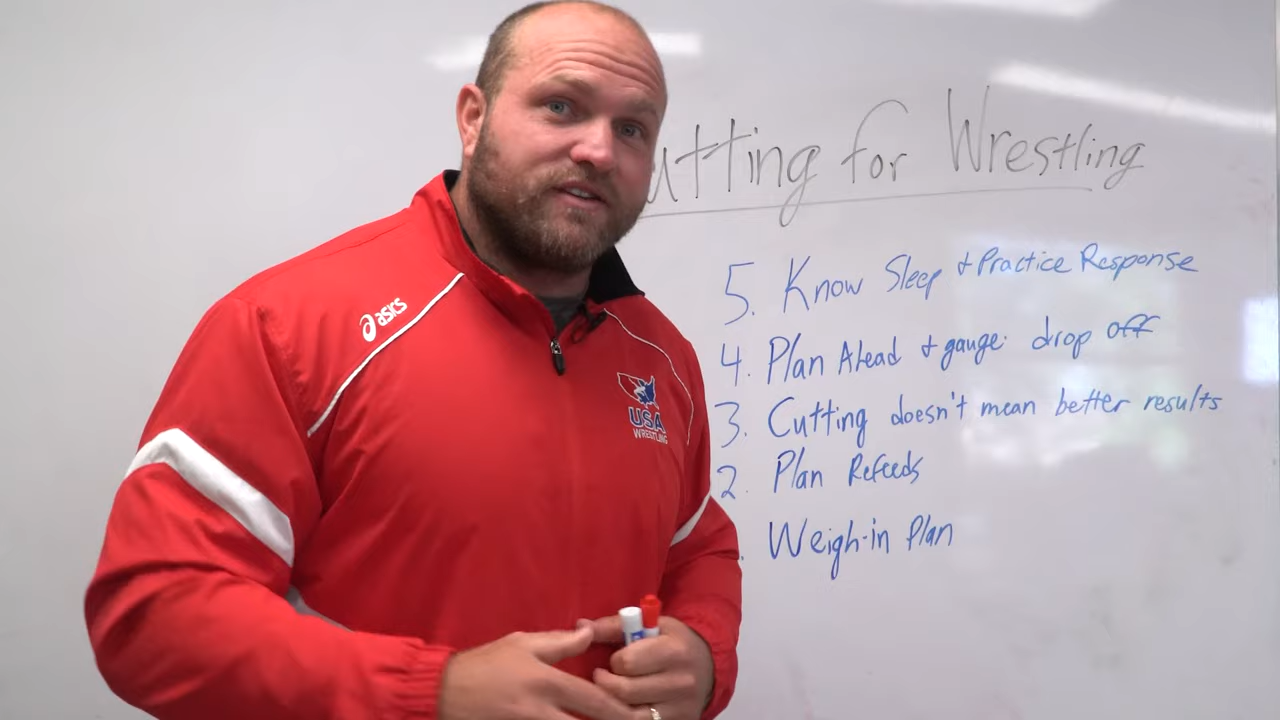 utting for Wrestling
5. Know Sleep + Practice Response
4. Plan Ahead + gauge drop off
3. Cutting doesn't mean better results
2. Plan Refeeds
. Weigh-in Plan
asics
USA
WRESTLING